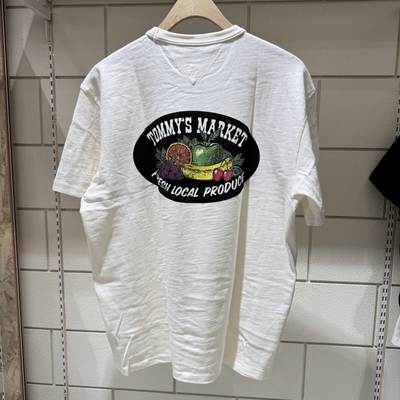 TOMMY'S MARKET
FRESH LOCAL PRODUCE